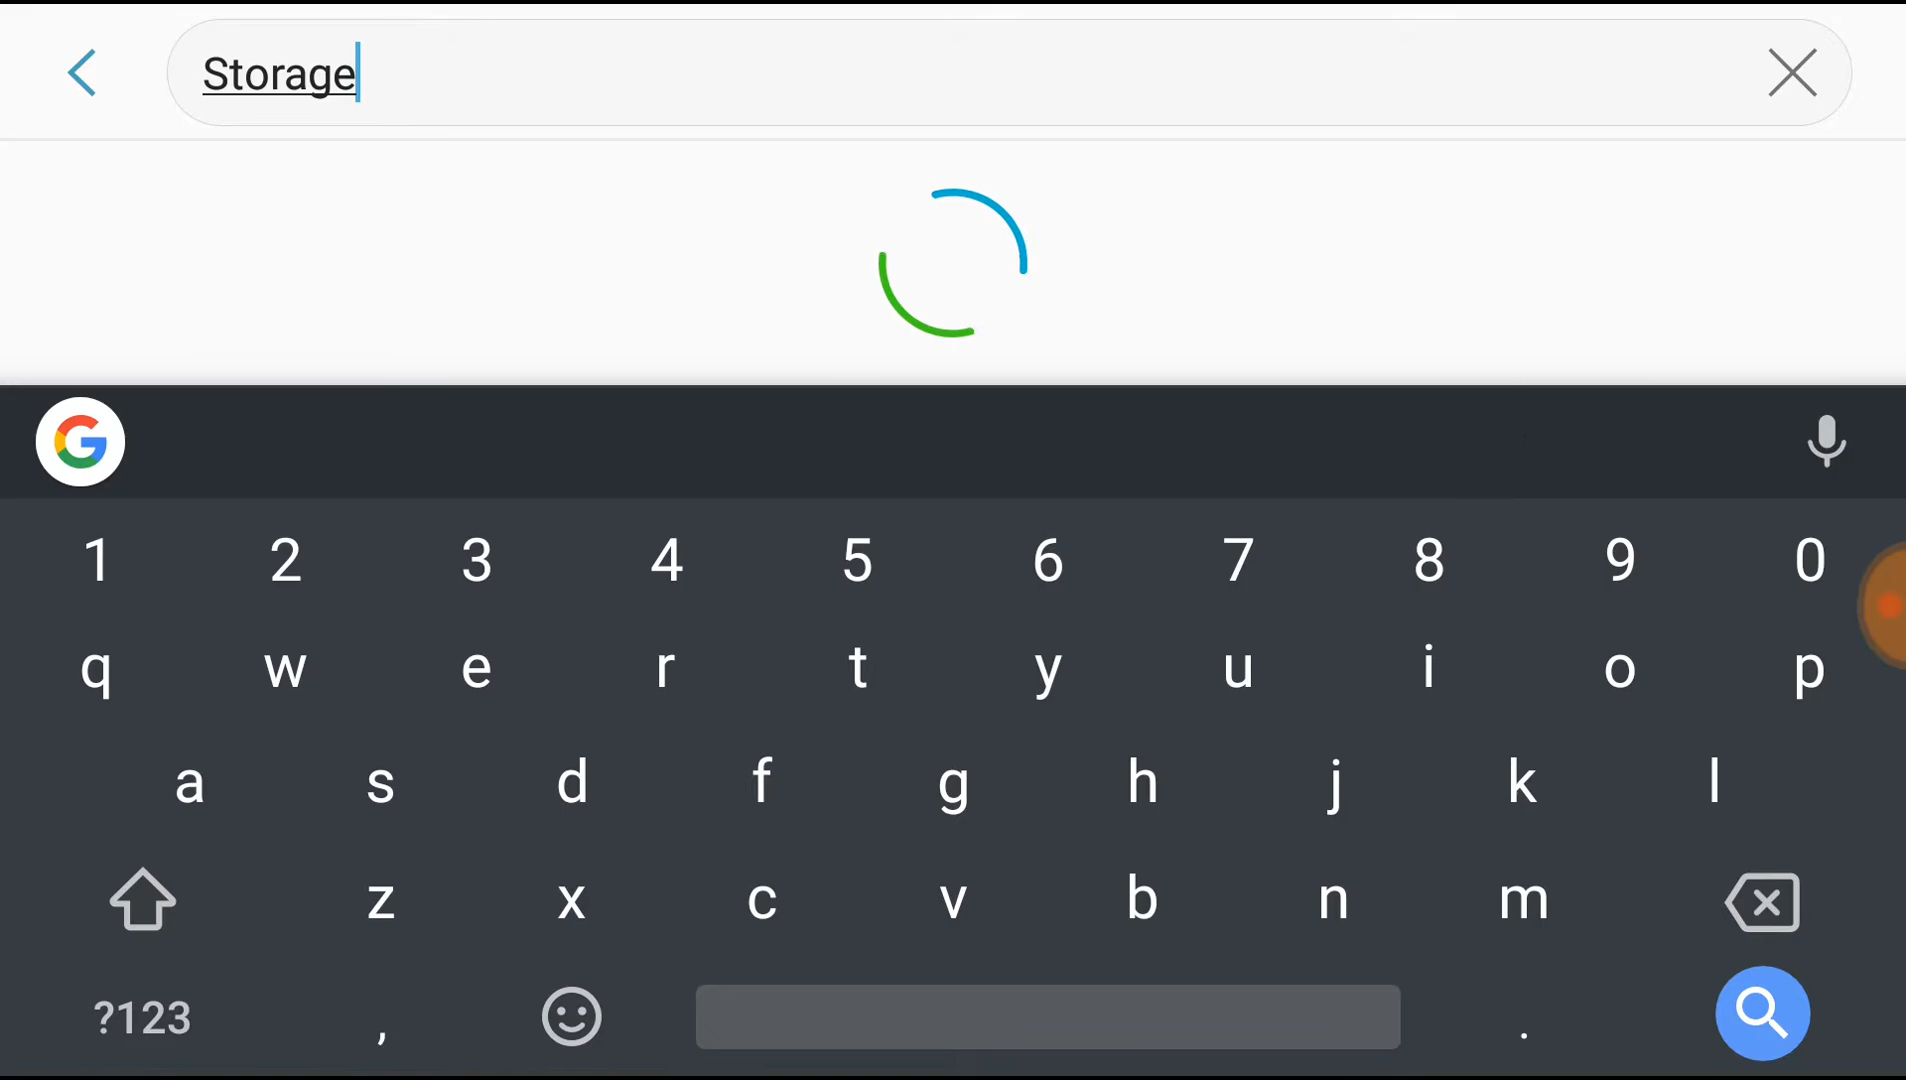 Storage
1 2 3 4 5 6 7 8 9 0
q w e r t y u i o p
a s d f g h j k l
z x c v b n m
?123 , .